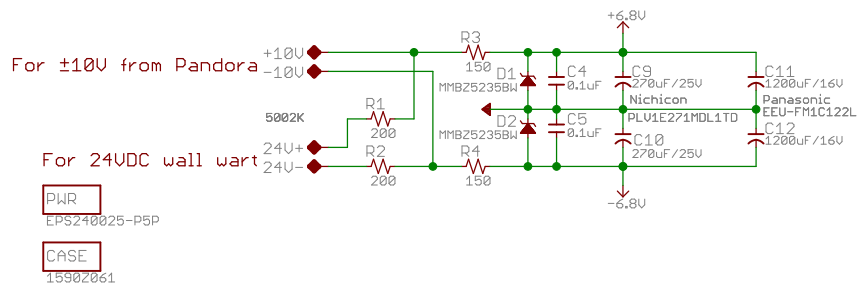 +6.8V
For ±10V from Pandora
+10V
-10V
R3
150
D1
MMBZ5235BW
C4
0.1uF
C9
270uF/25V
Nichicon
PLV1E271MDL1TD
C11
1200uF/16V
Panasonic
EEU-FM1C122L
R1
200
5002K
D2
MMBZ5235BW
C5
0.1uF
C10
270uF/25V
C12
1200uF/16V
For 24VDC wall wart
24V+
24V-
R2
200
R4
150
-6.8V
PWR
EPS240025-P5P
CASE
1590Z061